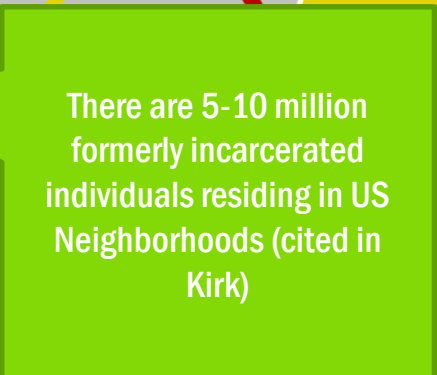 There are 5-10 million
formerly incarcerated
individuals residing in US
Neighborhoods (cited in
Kirk)